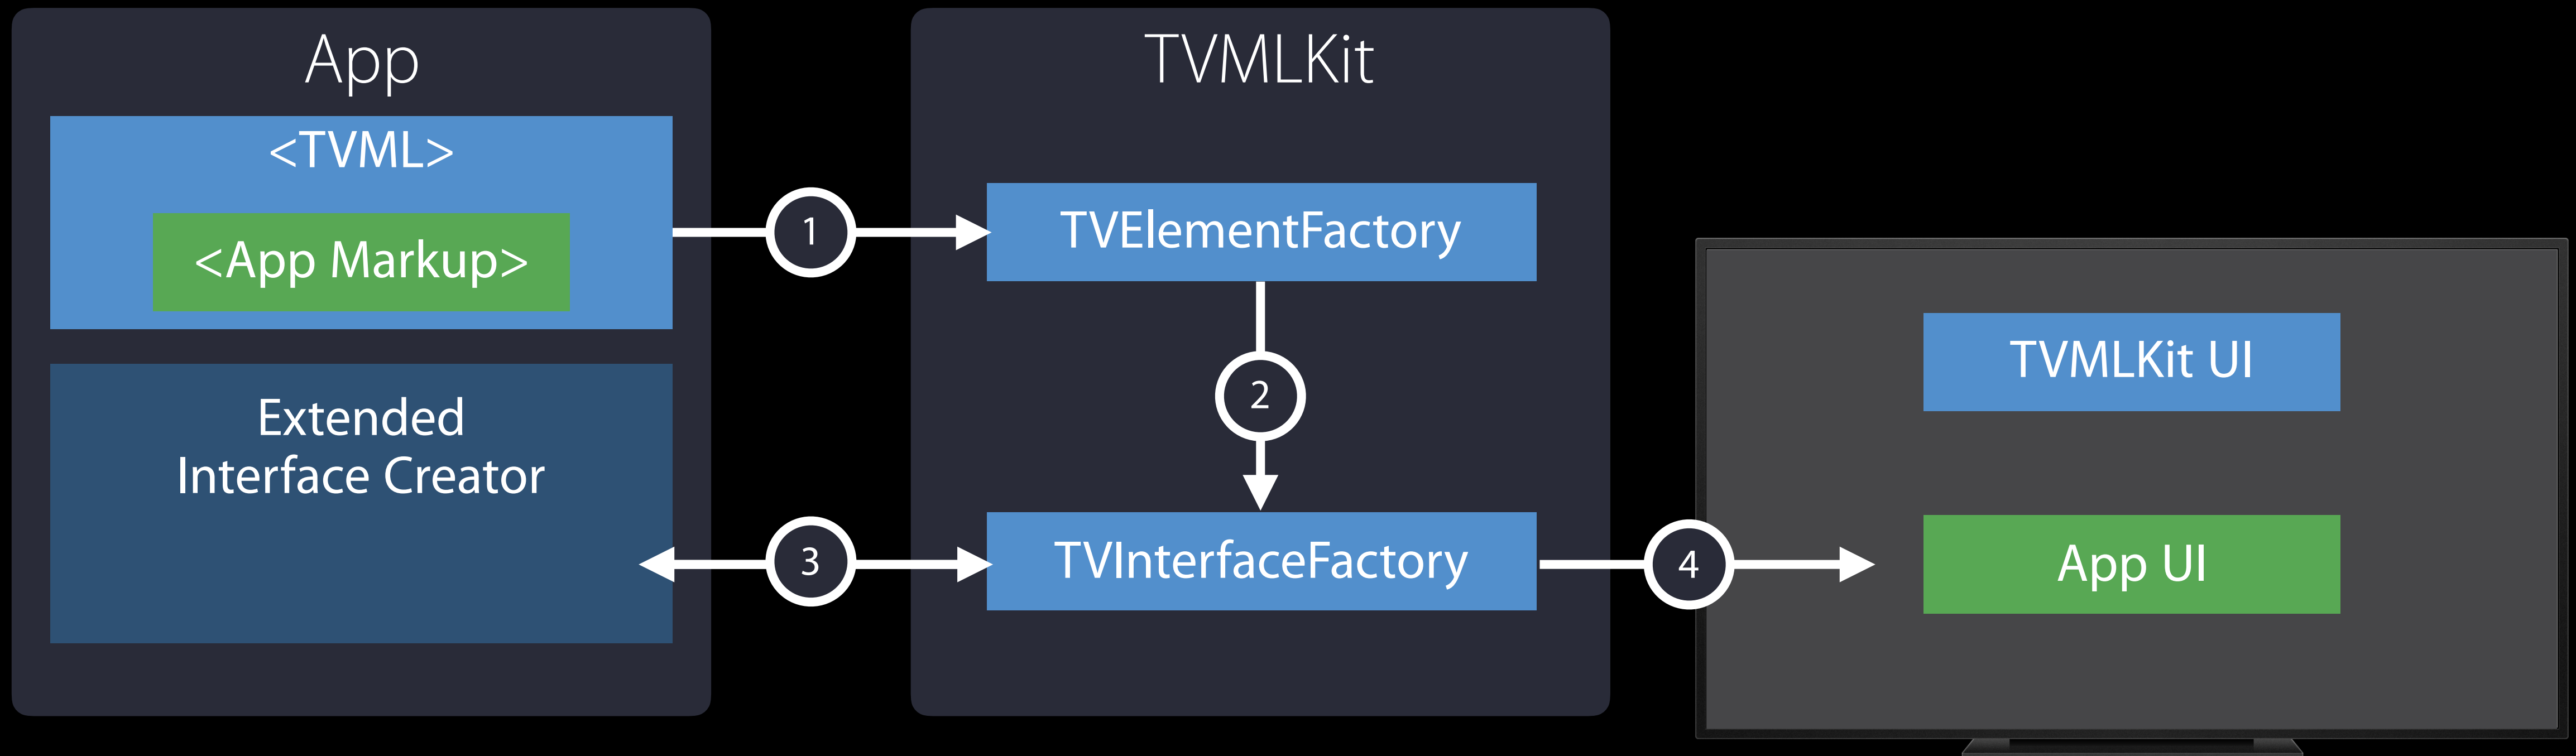 App
<TVML>
<App Markup>
Extended
Interface Creator
1
3
TVMLKit
TVElementFactory
2
TVInterfaceFactory
4
TVMLKit UI
App UI